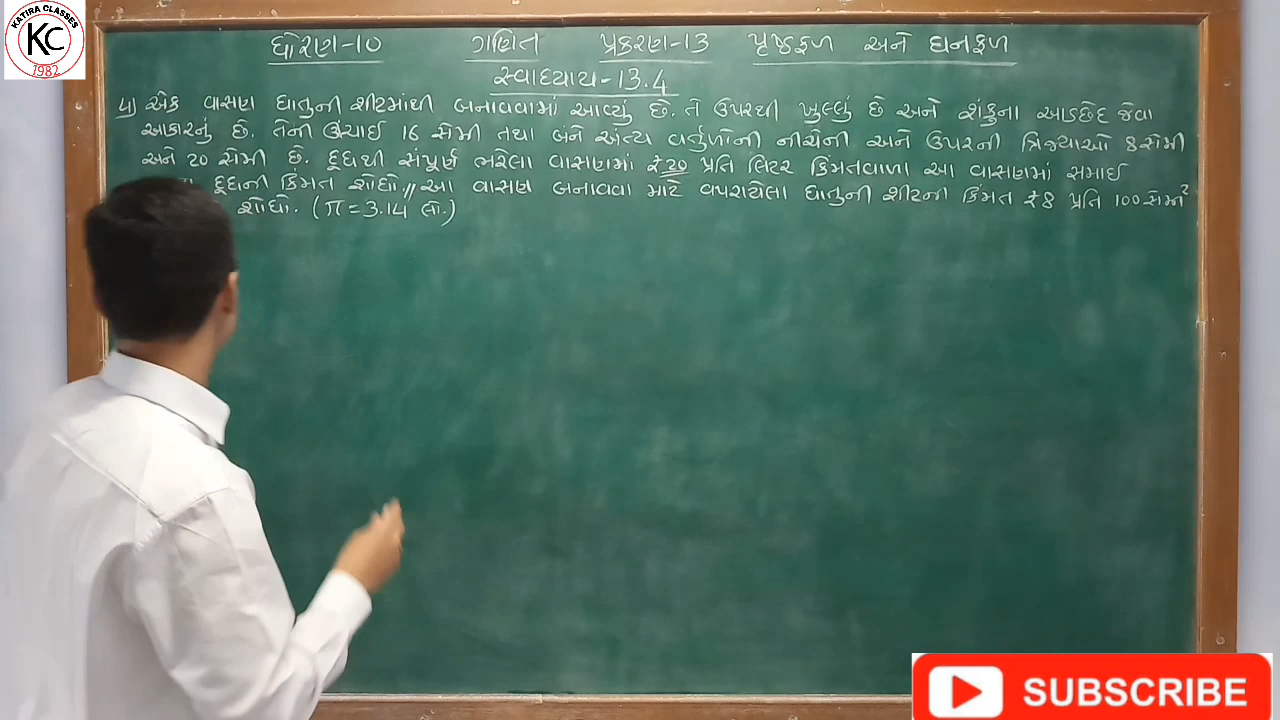 KATIRA CLASSES
KC
1982
ધોરણ-10 ગણિત પ્રકરણ-13 પૃષ્ઠફળ અને ઘનફળ
સ્વાધ્યાય-13.4
4) એક વાસણ ધાતુની શીટમાંથી બનાવવામાં આવ્યું છે. તે ઉપરથી ખુલ્લું છે અને શંકુના આડછેદ જેવા
આકારનું છે. તેની ઊંચાઈ 16 સેમી તથા બંને અંત્ય વર્તુળોની નીચેની અને ઉપરની ત્રિજ્યાઓ 8 સેમી
અને 20 સેમી છે. દૂધથી સંપૂર્ણ ભરેલા વાસણમાં ₹20 પ્રતિ લિટર કિંમતવાળા આ વાસણમાં સમાઈ
દૂધની કિંમત શોધો.// આ વાસણ બનાવવા માટે વપરાયેલા ધાતુની શીટની કિંમત ₹8 પ્રતિ 100 સેમી²
શોધો. (π = 3.14 લો.)
SUBSCRIBE